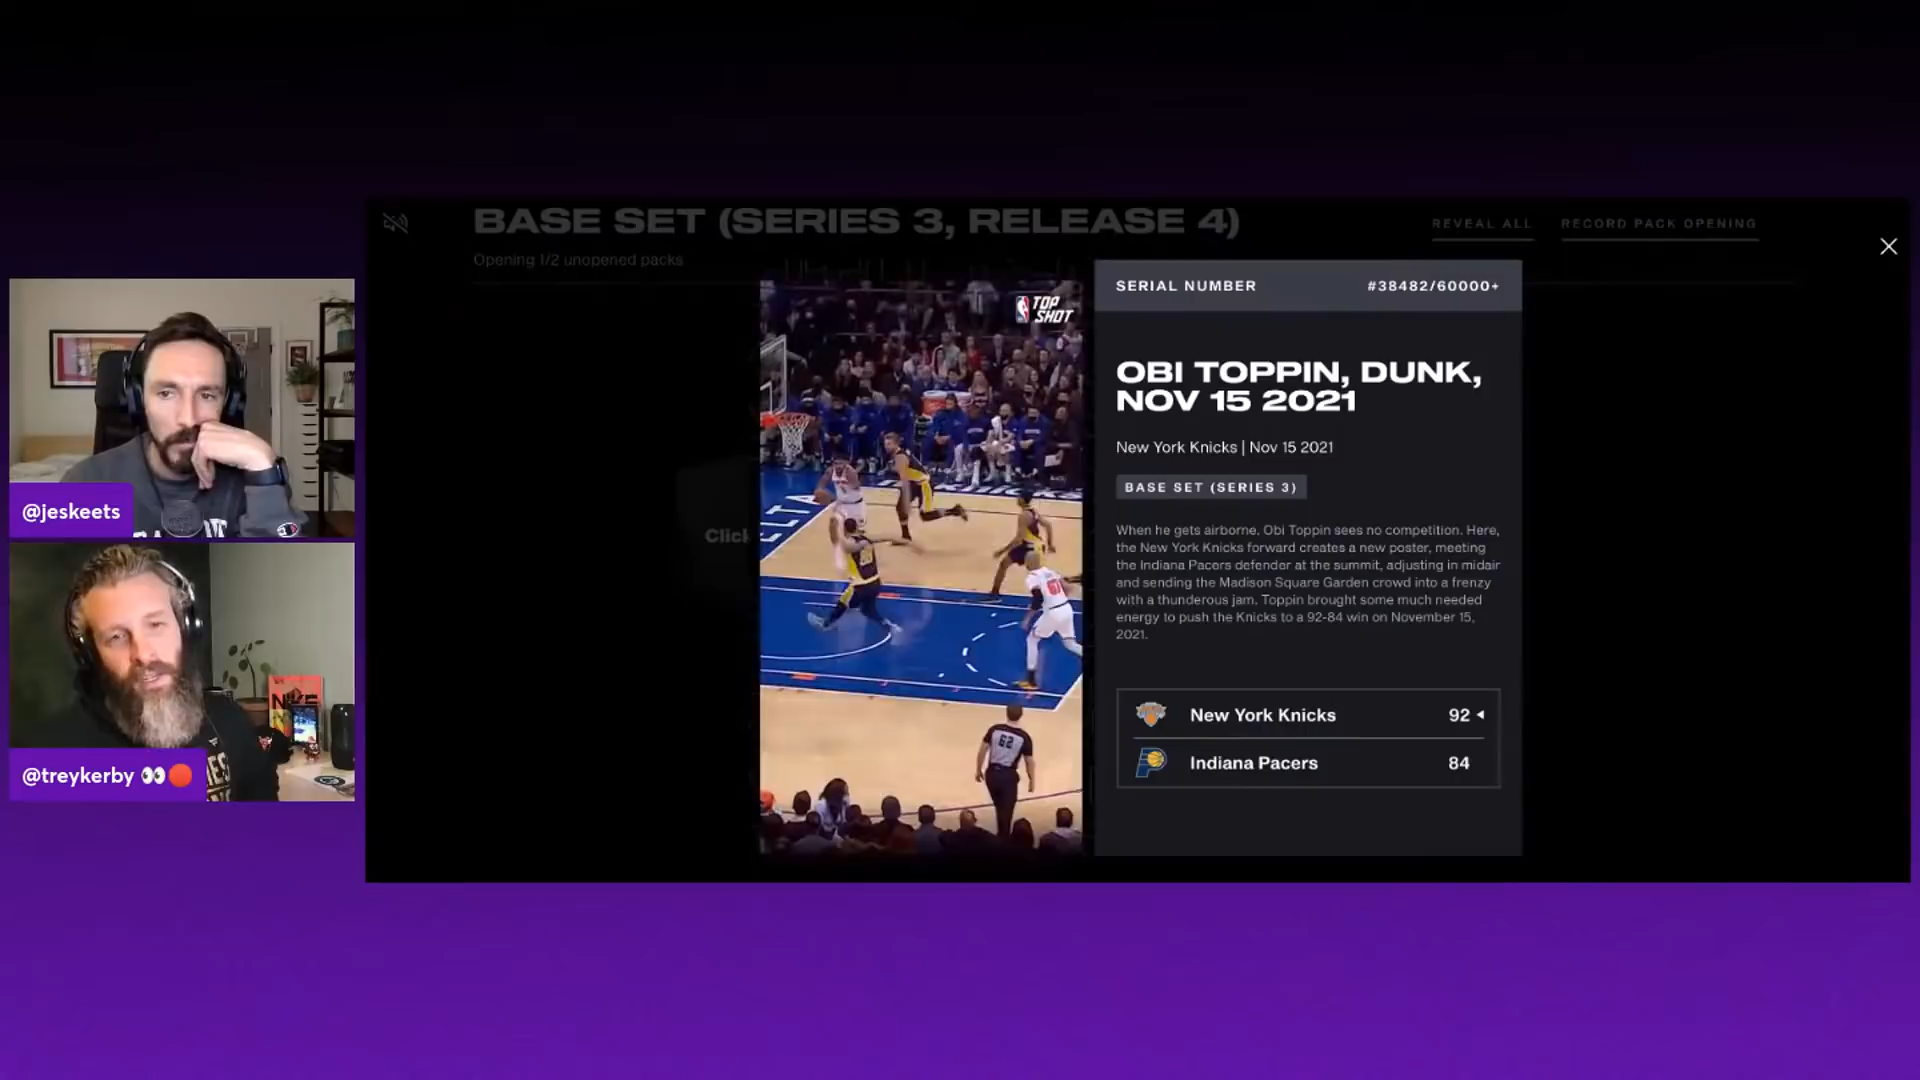 BASE SET (SERIES 3, RELEASE 4)
REVEAL ALL
RECORD PACK OPENING
Opening 1/2 unopened packs
TOP
SHOT
SERIAL NUMBER
#38482/60000+
OBI TOPPIN, DUNK,
NOV 15 2021
New York Knicks | Nov 15 2021
BASE SET (SERIES 3)
When he gets airborne, Obi Toppin sees no competition. Here,
the New York Knicks forward creates a new poster, meeting
the Indiana Pacers defender at the summit, adjusting in midair
and sending the Madison Square Garden crowd into a frenzy
with a thunderous jam. Toppin brought some much needed
energy to push the Knicks to a 92-84 win on November 15,
2021.
New York Knicks 92
Indiana Pacers 84
Click
DELTA
62
@jeskeets
NIKE
@treykerby 👀🔴